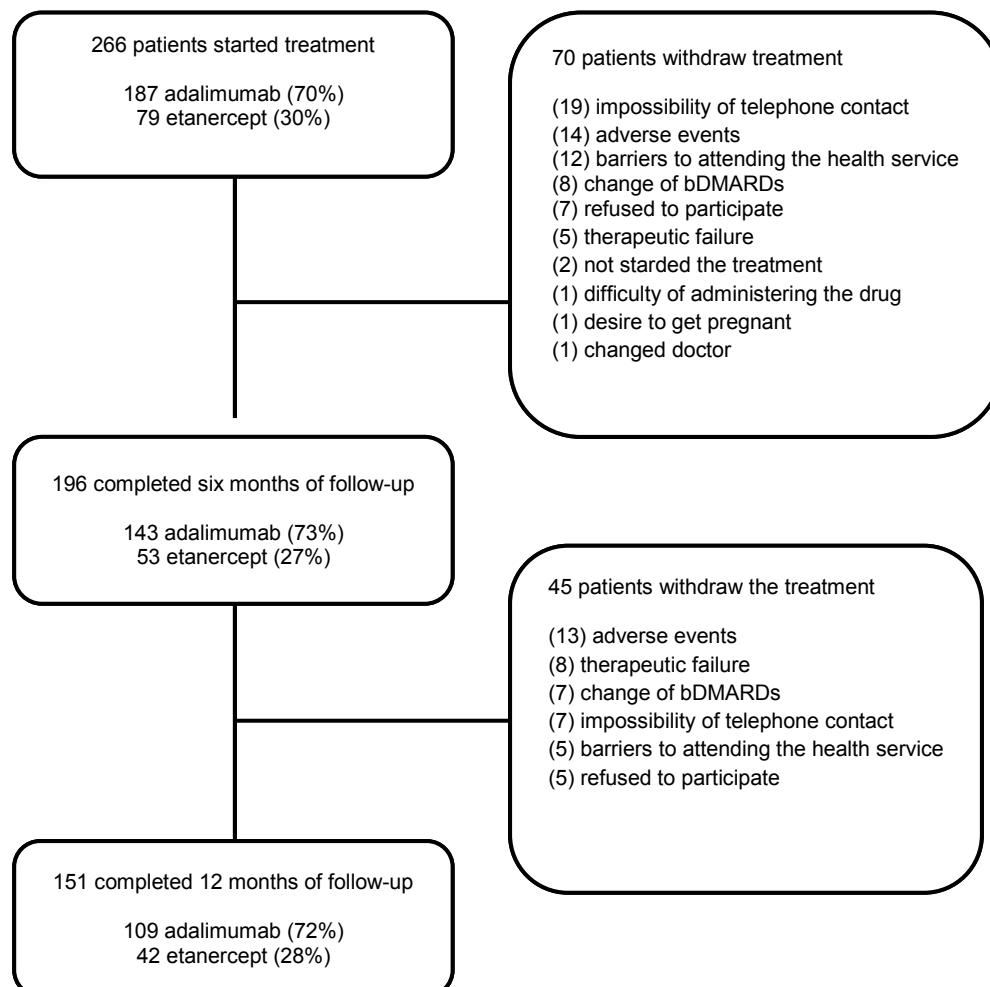 266 patients started treatment
187 adalimumab (70%)
79 etanercept (30%)
70 patients withdraw treatment
(19) impossibility of telephone contact
(14) adverse events
(12) barriers to attending the health service
(8) change of bDMARDs
(7) refused to participate
(5) therapeutic failure
(2) not starded the treatment
(1) difficulty of administering the drug
(1) desire to get pregnant
(1) changed doctor
196 completed six months of follow-up
143 adalimumab (73%)
53 etanercept (27%)
45 patients withdraw the treatment
(13) adverse events
(8) therapeutic failure
(7) change of bDMARDs
(7) impossibility of telephone contact
(5) barriers to attending the health service
(5) refused to participate
151 completed 12 months of follow-up
109 adalimumab (72%)
42 etanercept (28%)